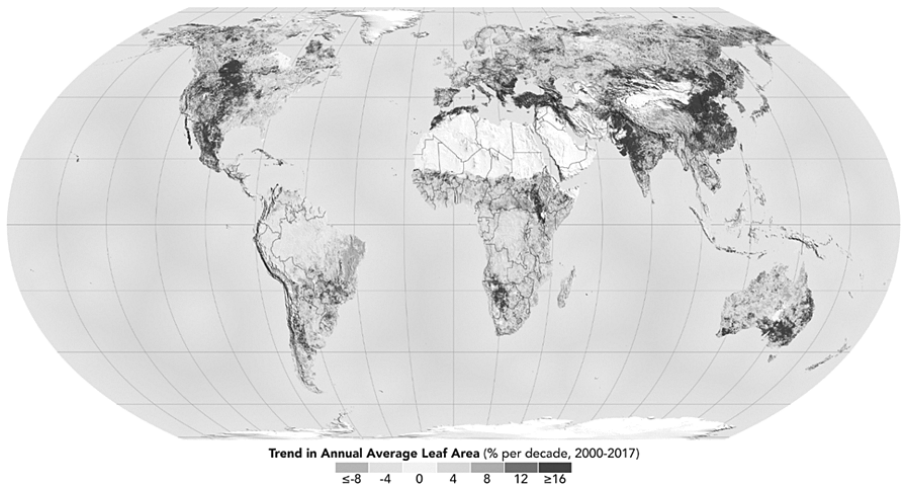 Trend in Annual Average Leaf Area (% per decade, 2000-2017)
≤-8 -4 0 4 8 12 ≥16